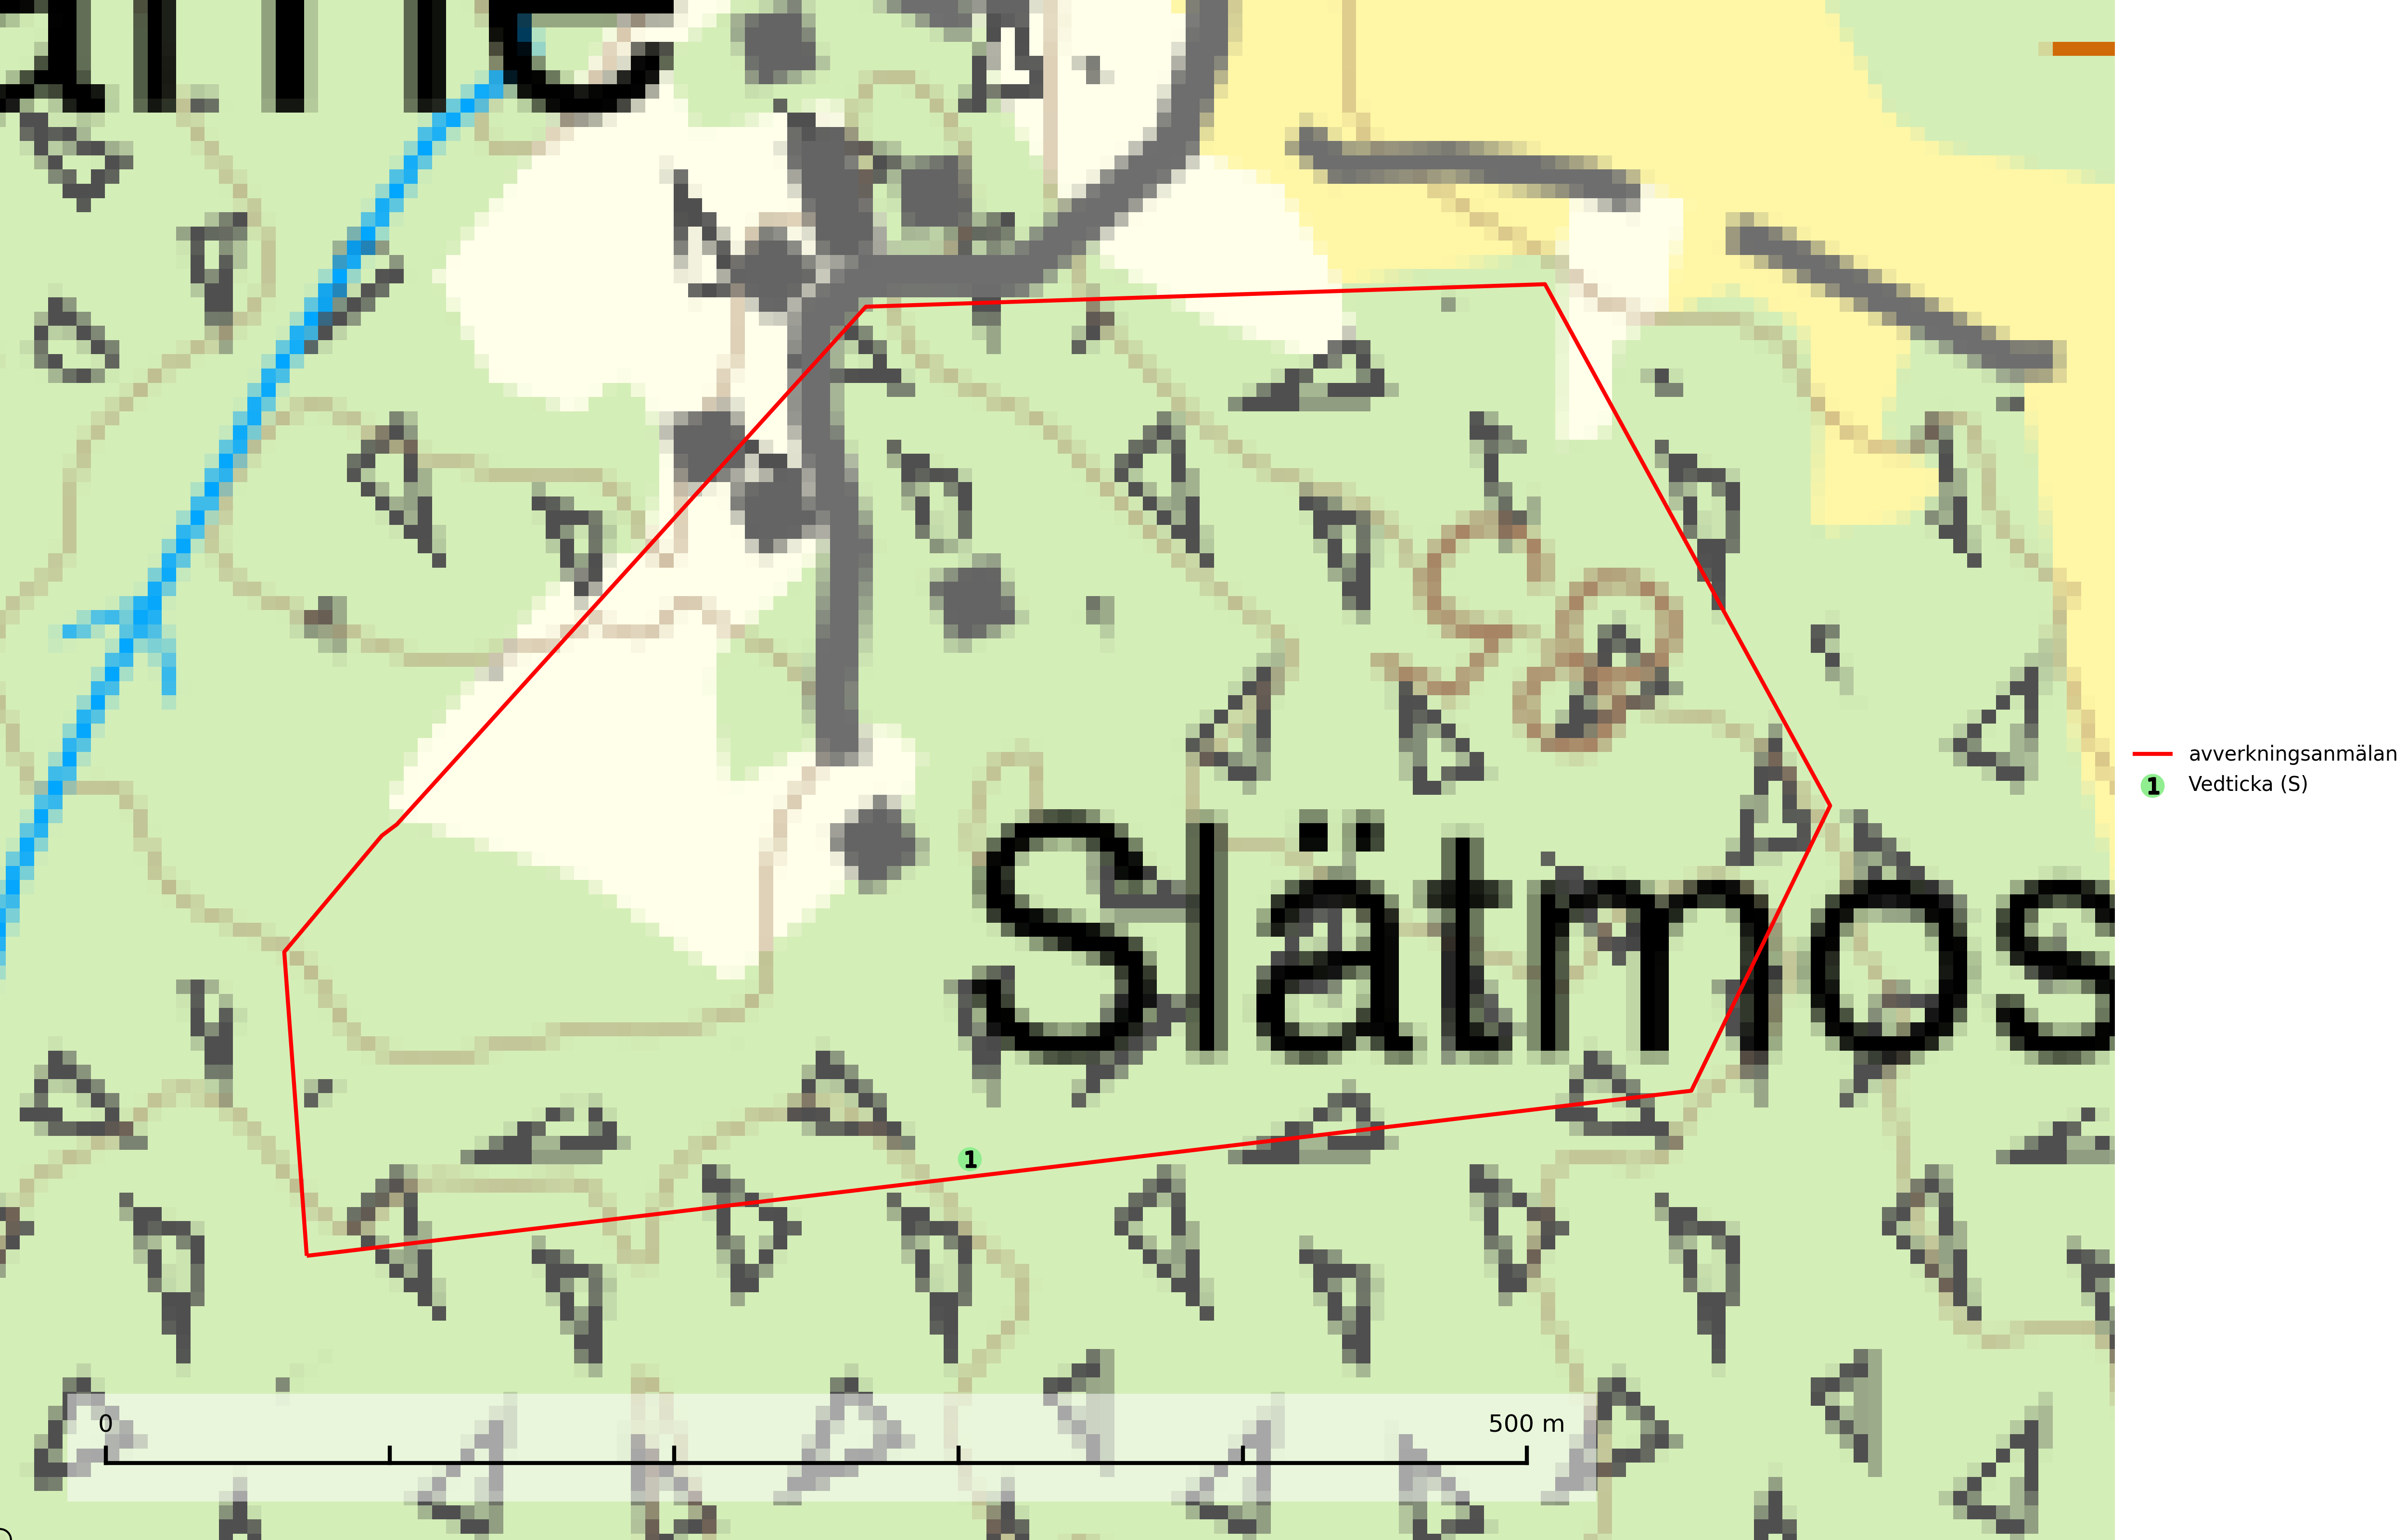 avverkningsanmälan
1 Vedticka (S)
Slätmos
1
0 500 m